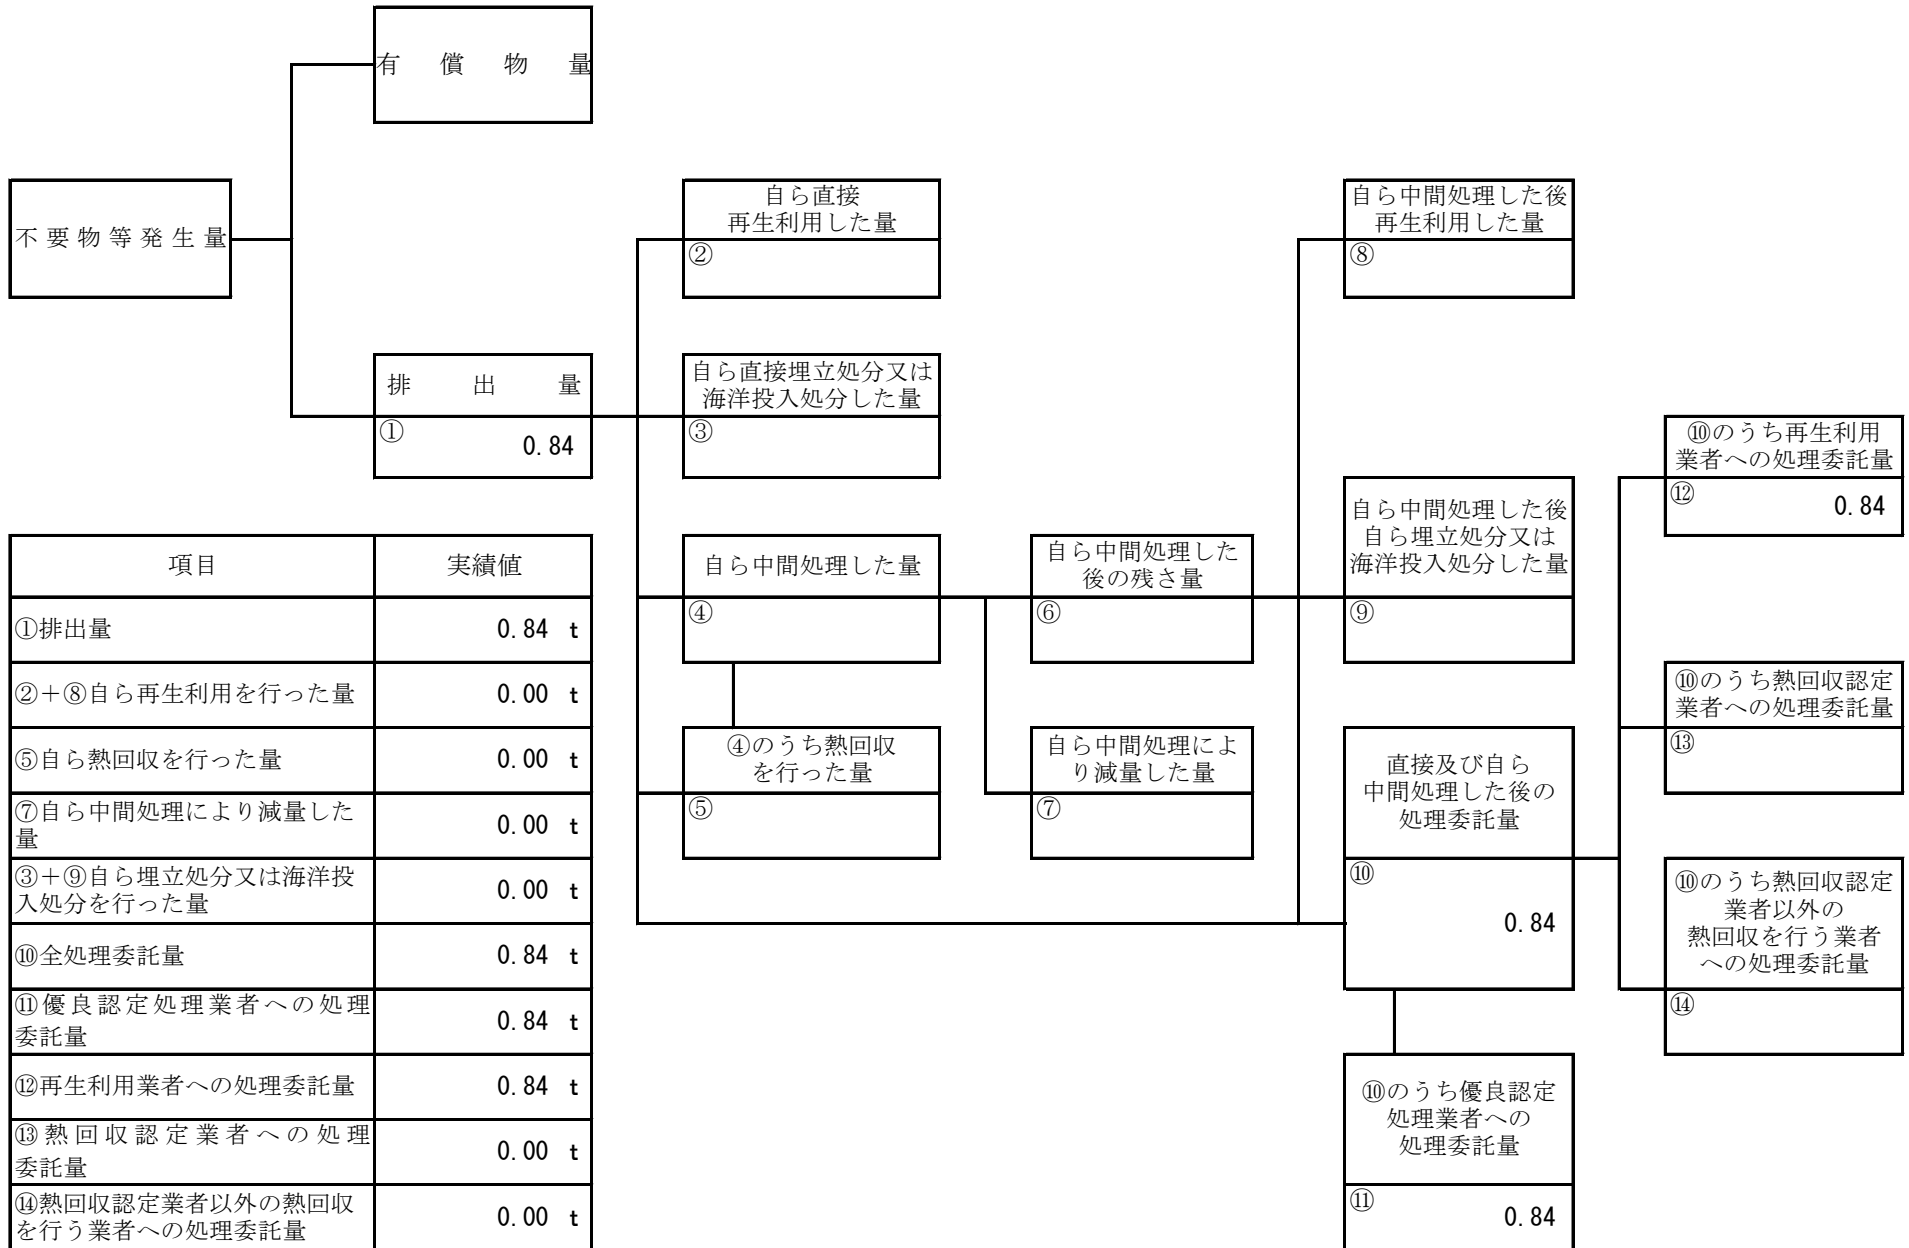 有償物量
不要物等発生量
自ら直接
再生利用した量
②
自ら中間処理した後
再生利用した量
⑧
排出量
①
0.84
自ら直接埋立処分又は
海洋投入処分した量
③
⑩のうち再生利用
業者への処理委託量
⑫
0.84
自ら中間処理した量
④
自ら中間処理した
後の残さ量
⑥
自ら中間処理した後
自ら埋立処分又は
海洋投入処分した量
⑨
④のうち熱回収
を行った量
⑤
自ら中間処理によ
り減量した量
⑦
直接及び自ら
中間処理した後の
処理委託量
⑩
0.84
⑩のうち熱回収認定
業者への処理委託量
⑬
⑩のうち熱回収認定
業者以外の
熱回収を行う業者
への処理委託量
⑭
⑩のうち優良認定
処理業者への
処理委託量
⑪
0.84
項目 実績値
①排出量 0.84 t
②＋⑧自ら再生利用を行った量 0.00 t
⑤自ら熱回収を行った量 0.00 t
⑦自ら中間処理により減量した
量 0.00 t
③＋⑨自ら埋立処分又は海洋投
入処分を行った量 0.00 t
⑩全処理委託量 0.84 t
⑪優良認定処理業者への処理
委託量 0.84 t
⑫再生利用業者への処理委託量 0.84 t
⑬熱回収認定業者への処理
委託量 0.00 t
⑭熱回収認定業者以外の熱回収
を行う業者への処理委託量 0.00 t